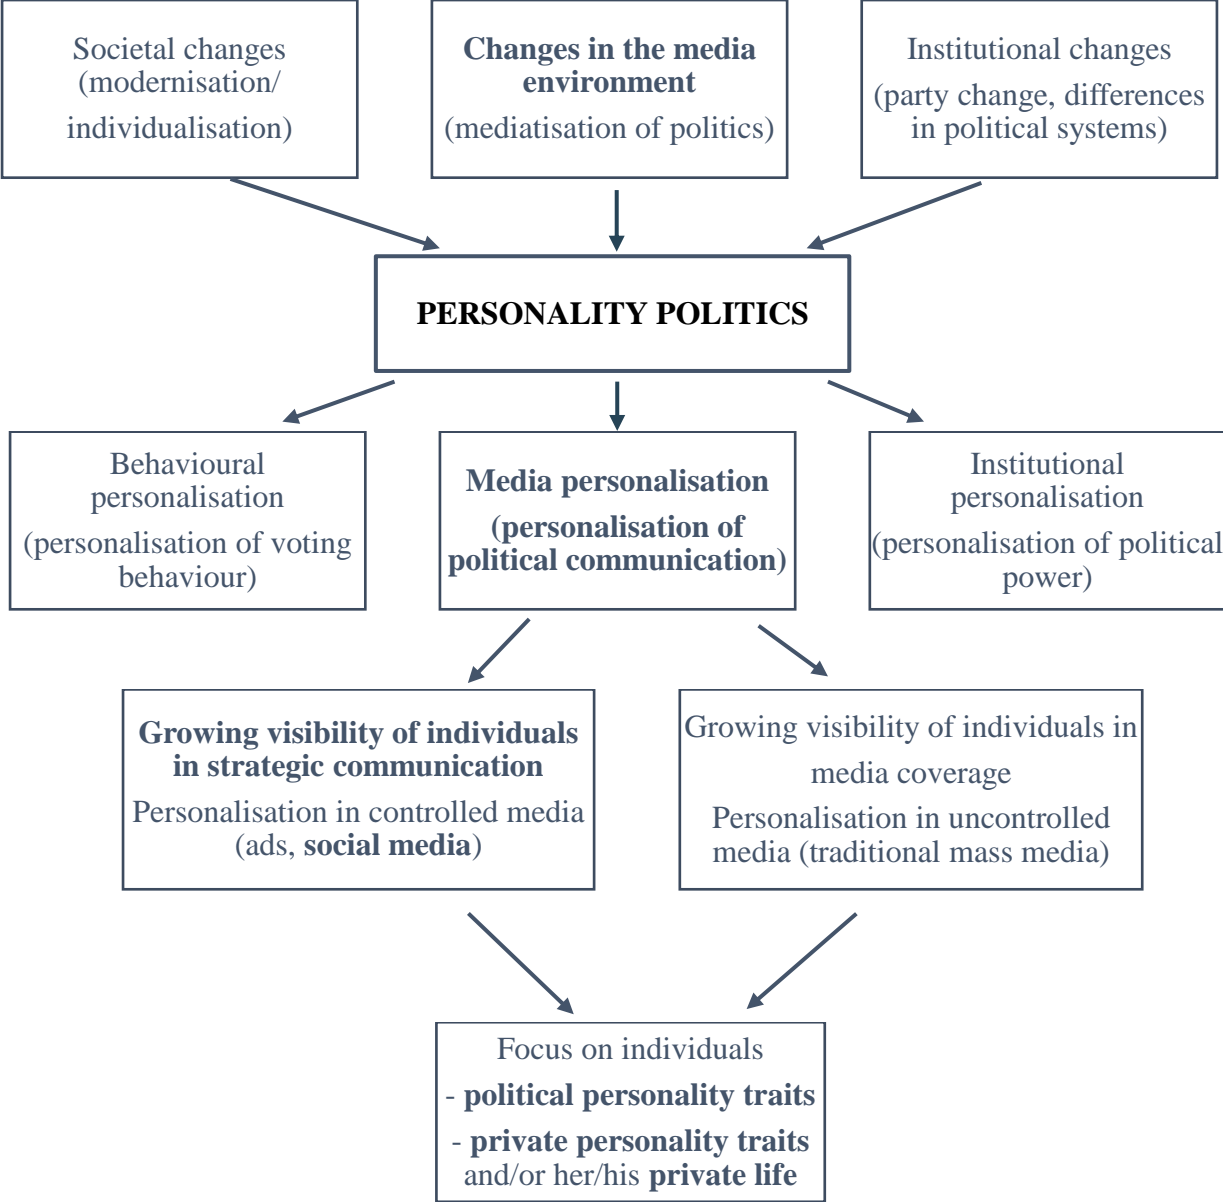 Societal changes
(modernisation/
individualisation)
Changes in the media
environment
(mediatisation of politics)
Institutional changes
(party change, differences
in political systems)
PERSONALITY POLITICS
Behavioural
personalisation
(personalisation of voting
behaviour)
Media personalisation
(personalisation of
political communication)
Institutional
personalisation
(personalisation of political
power)
Growing visibility of individuals
in strategic communication
Personalisation in controlled media
(ads, social media)
Growing visibility of individuals in
media coverage
Personalisation in uncontrolled
media (traditional mass media)
Focus on individuals
- political personality traits
- private personality traits
and/or her/his private life